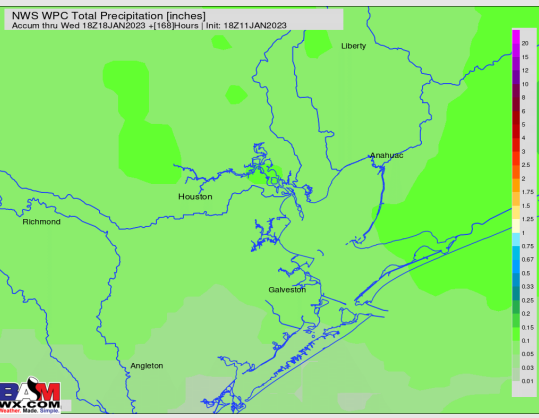 NWS WPC Total Precipitation [inches]
Accum thru Wed 18Z18JAN2023 +[168]Hours | Init: 18Z11JAN2023
Liberty
Anahuac
Houston
Richmond
Galveston
Angleton
20
15
12
10
8
6
5
4
3
2.5
2
1.75
1.5
1.25
1
0.75
0.67
0.5
0.33
0.25
0.2
0.15
0.1
0.05
0.03
0.01
BAM
WX.COM
Weather. Made. Simple.